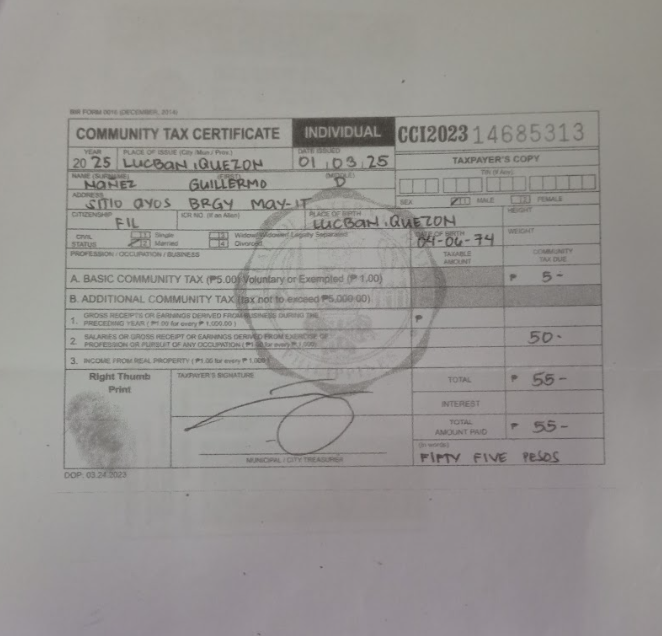 BIR FORM 0016 (DECEMBER, 2014)
COMMUNITY TAX CERTIFICATE INDIVIDUAL CCI2023 14685313
YEAR PLACE OF ISSUE (City / Mun / Prov.) DATE ISSUED TAXPAYER'S COPY
2025 LUCBAN, QUEZON 01, 03, 25
NAME (SURNAME) (FIRST) (MIDDLE) TIN (If Any)
NAÑEZ GUILLERMO D
ADDRESS SEX MALE FEMALE
SITIO AYOS BRGY MAY-IT
CITIZENSHIP ICR NO. (If an Alien) PLACE OF BIRTH HEIGHT
FIL LUCBAN, QUEZON
CIVIL STATUS Single Married Widow/Widower/Legally Separated Divorced DATE OF BIRTH WEIGHT
04-06-74
PROFESSION / OCCUPATION / BUSINESS TAXABLE AMOUNT COMMUNITY TAX DUE
A. BASIC COMMUNITY TAX (₱5.00) Voluntary or Exempted (₱ 1.00) ₱ 5-
B. ADDITIONAL COMMUNITY TAX (tax not to exceed ₱5,000.00)
1. GROSS RECEIPTS OR EARNINGS DERIVED FROM BUSINESS DURING THE PRECEDING YEAR (₱1.00 for every ₱ 1,000.00) ₱
2. SALARIES OR GROSS RECEIPT OR EARNINGS DERIVED FROM EXERCISE OF PROFESSION OR PURSUIT OF ANY OCCUPATION (₱1.00 for every ₱ 1,000) 50-
3. INCOME FROM REAL PROPERTY (₱1.00 for every ₱ 1,000)
Right Thumb Print TAXPAYER'S SIGNATURE TOTAL ₱ 55-
INTEREST
TOTAL AMOUNT PAID ₱ 55-
(in words)
MUNICIPAL / CITY TREASURER FIFTY FIVE PESOS
DOP: 03.24.2023